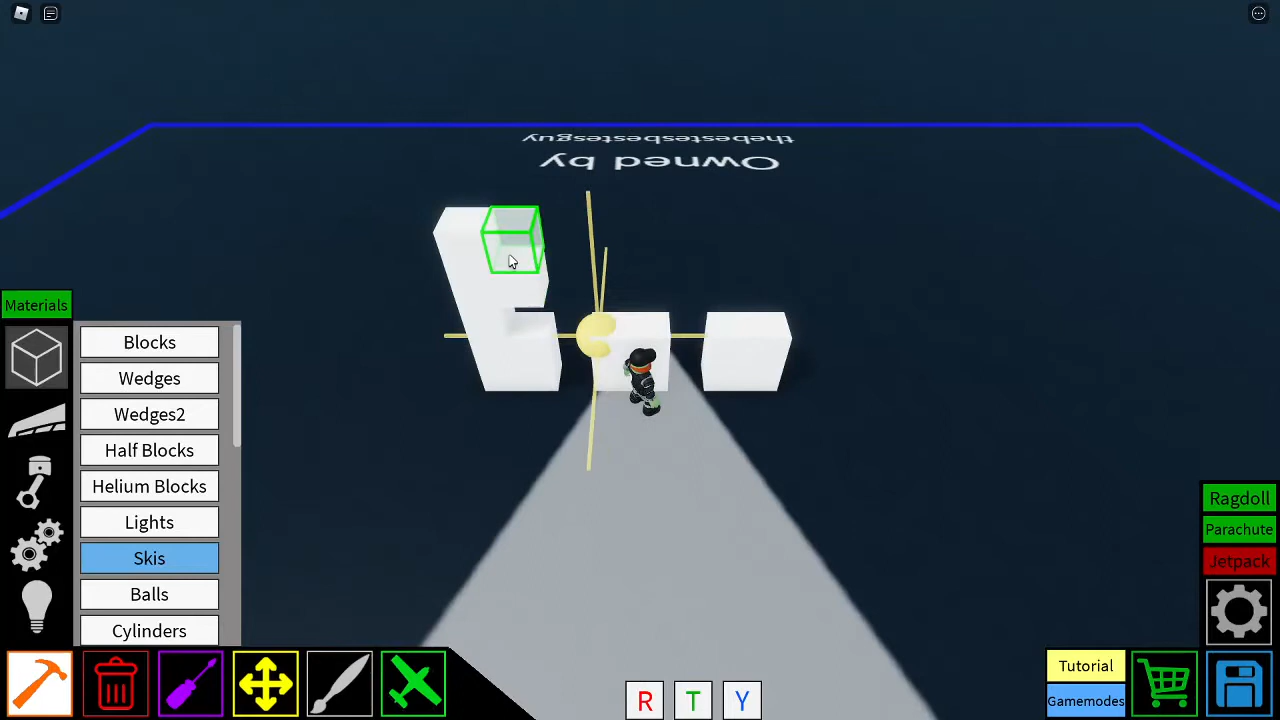 thebestesbestesguy
Owned by
Materials
Blocks
Wedges
Wedges2
Half Blocks
Helium Blocks
Lights
Skis
Balls
Cylinders
Ragdoll
Parachute
Jetpack
Tutorial
Gamemodes
R T Y